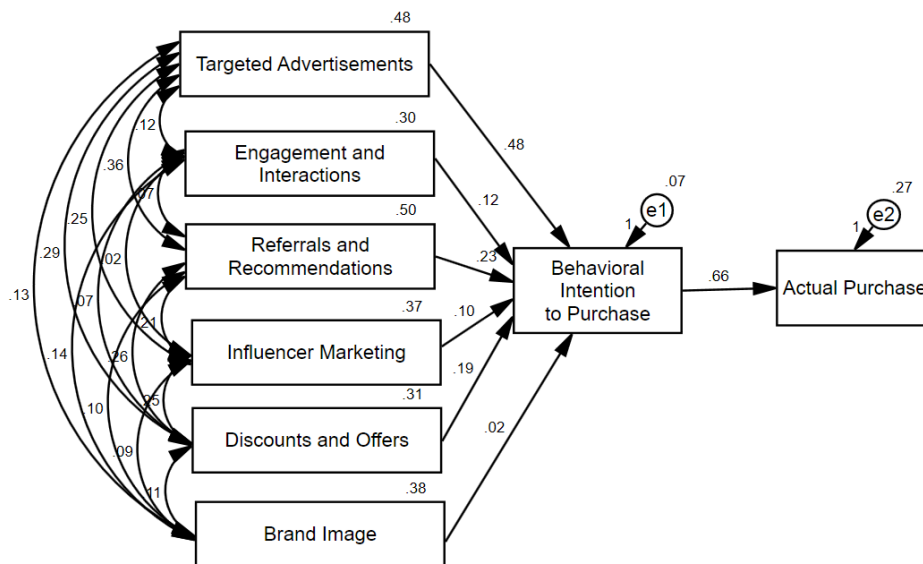 .48
Targeted Advertisements
.12
.30
.48
Engagement and
Interactions
.36
.07
.07
.27
e1
e2
.12
1
1
.50
.25
Referrals and
Recommendations
.23
Behavioral
Intention
to Purchase
.66
Actual Purchase
.02
.29
.13
.07
.21
.37
.10
Influencer Marketing
.14
.26
.19
.31
.10
.25
Discounts and Offers
.02
.09
.11
.38
Brand Image